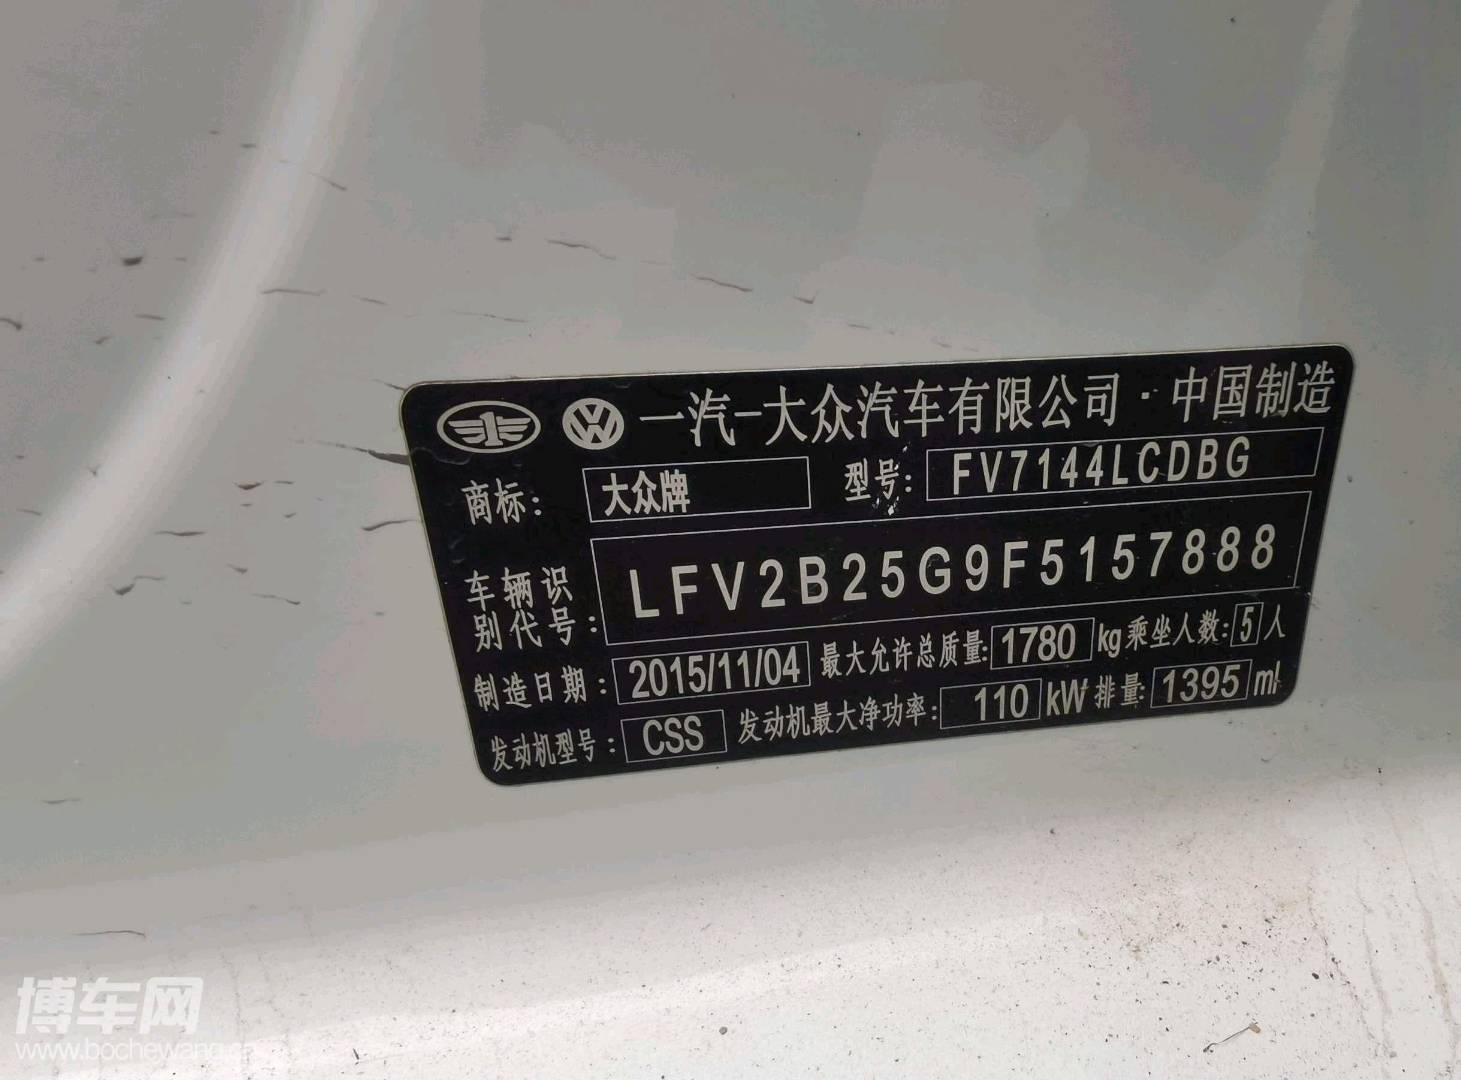 一汽-大众汽车有限公司·中国制造
商标: 大众牌 型号: FV7144LCDBG
车辆识别代号: LFV2B25G9F5157888
制造日期: 2015/11/04 最大允许总质量: 1780 kg 乘坐人数: 5 人
发动机型号: CSS 发动机最大净功率: 110 kW 排量: 1395 ml
博车网
www.bochewang.c